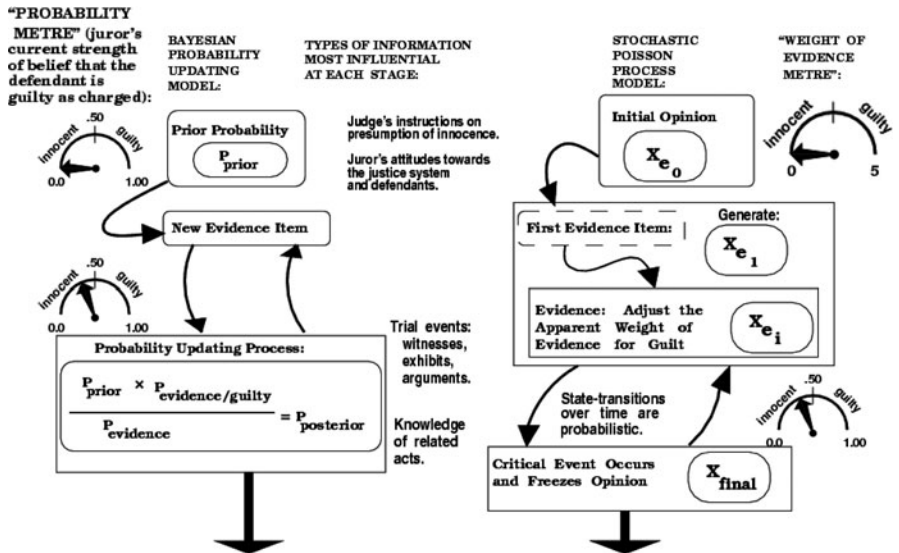 "PROBABILITY
METRE" (juror's
current strength
of belief that the
defendant is
guilty as charged):
BAYESIAN
PROBABILITY
UPDATING
MODEL:
TYPES OF INFORMATION
MOST INFLUENTIAL
AT EACH STAGE:
STOCHASTIC
POISSON
PROCESS
MODEL:
"WEIGHT OF
EVIDENCE
METRE":
.50
innocent
guilty
0.0
1.00
Prior Probability
P prior
Judge's instructions on
presumption of innocence.
Juror's attitudes towards
the justice system
and defendants.
Initial Opinion
X e 0
innocent
guilty
0
5
New Evidence Item
First Evidence Item:
Generate:
X e 1
.50
innocent
guilty
0.0
1.00
Evidence: Adjust the
Apparent Weight of
Evidence for Guilt
X e i
Trial events:
witnesses,
exhibits,
arguments.
Probability Updating Process:
P prior × P evidence/guilty
P evidence
= P posterior
Knowledge
of related
acts.
State-transitions
over time are
probabilistic.
.50
innocent
guilty
0.0
1.00
Critical Event Occurs
and Freezes Opinion
X final